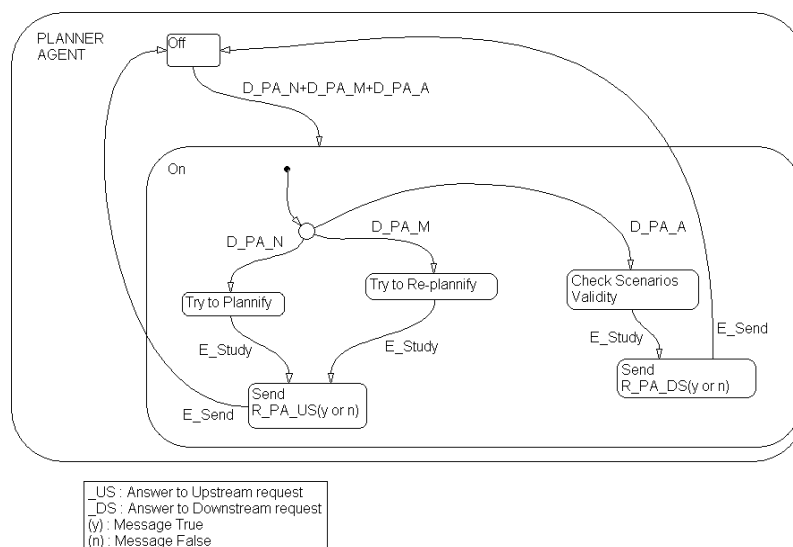 PLANNER
AGENT
Off
D_PA_N+D_PA_M+D_PA_A
On
D_PA_N
D_PA_M
D_PA_A
Try to Plannify
Try to Re-plannify
Check Scenarios
Validity
E_Study
E_Study
E_Study
E_Send
Send
R_PA_US(y or n)
E_Send
Send
R_PA_DS(y or n)
_US : Answer to Upstream request
_DS : Answer to Downstream request
(y) : Message True
(n) : Message False